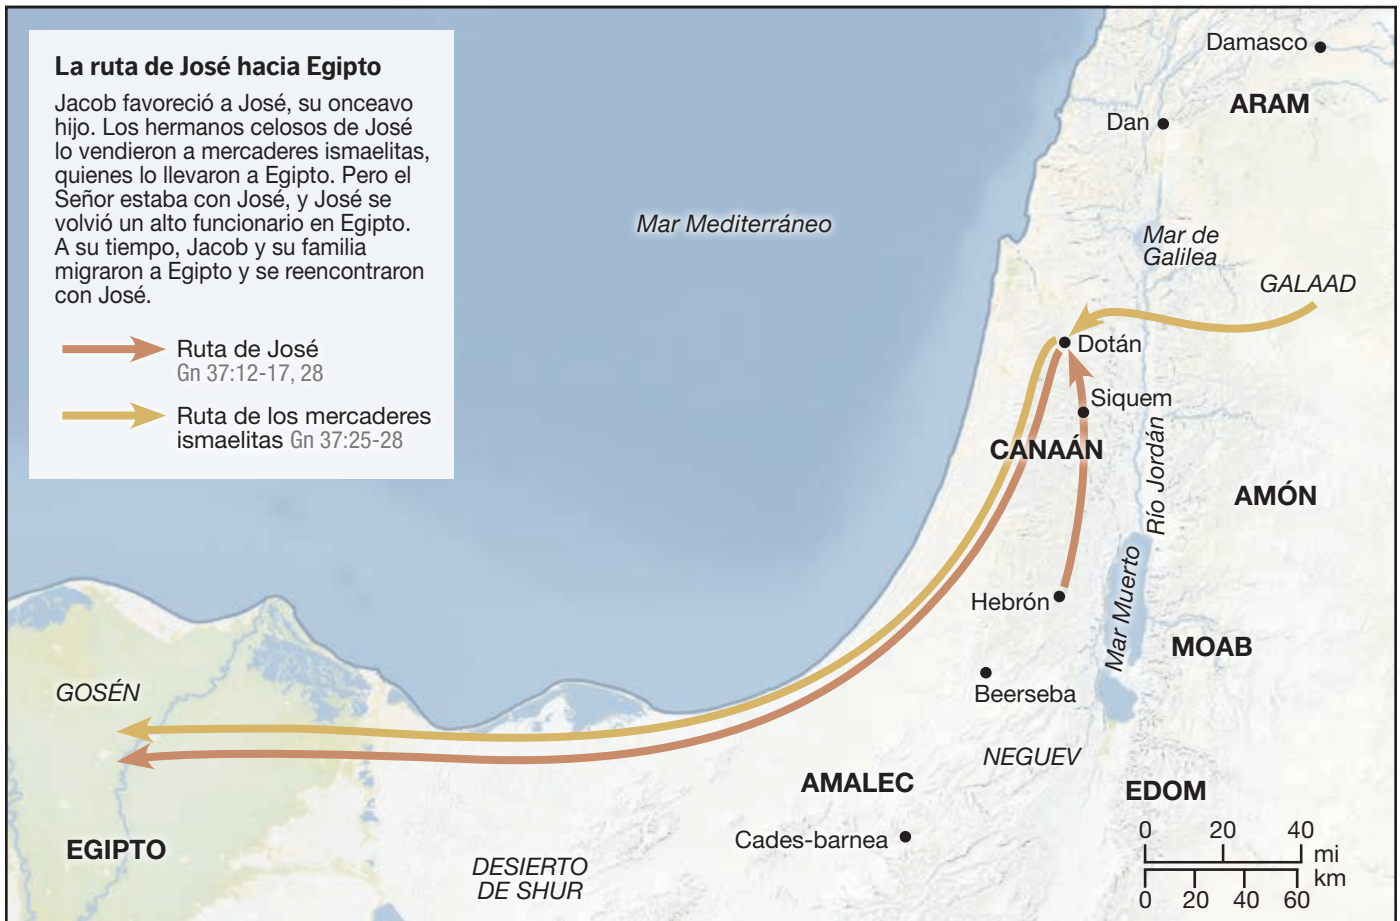 La ruta de José hacia Egipto
Jacob favoreció a José, su onceavo
hijo. Los hermanos celosos de José
lo vendieron a mercaderes ismaelitas,
quienes lo llevaron a Egipto. Pero el
Señor estaba con José, y José se
volvió un alto funcionario en Egipto.
A su tiempo, Jacob y su familia
migraron a Egipto y se reencontraron
con José.
Ruta de José
Gn 37:12-17, 28
Ruta de los mercaderes
ismaelitas Gn 37:25-28
Damasco
ARAM
Dan
Mar Mediterráneo
Mar de
Galilea
GALAAD
Dotán
Siquem
CANAÁN
Río Jordán
AMÓN
Hebrón
Mar Muerto
MOAB
GOSÉN
Beerseba
NEGUEV
AMALEC
EDOM
Cades-barnea
EGIPTO
DESIERTO
DE SHUR
0 20 40
mi
km
0 20 40 60